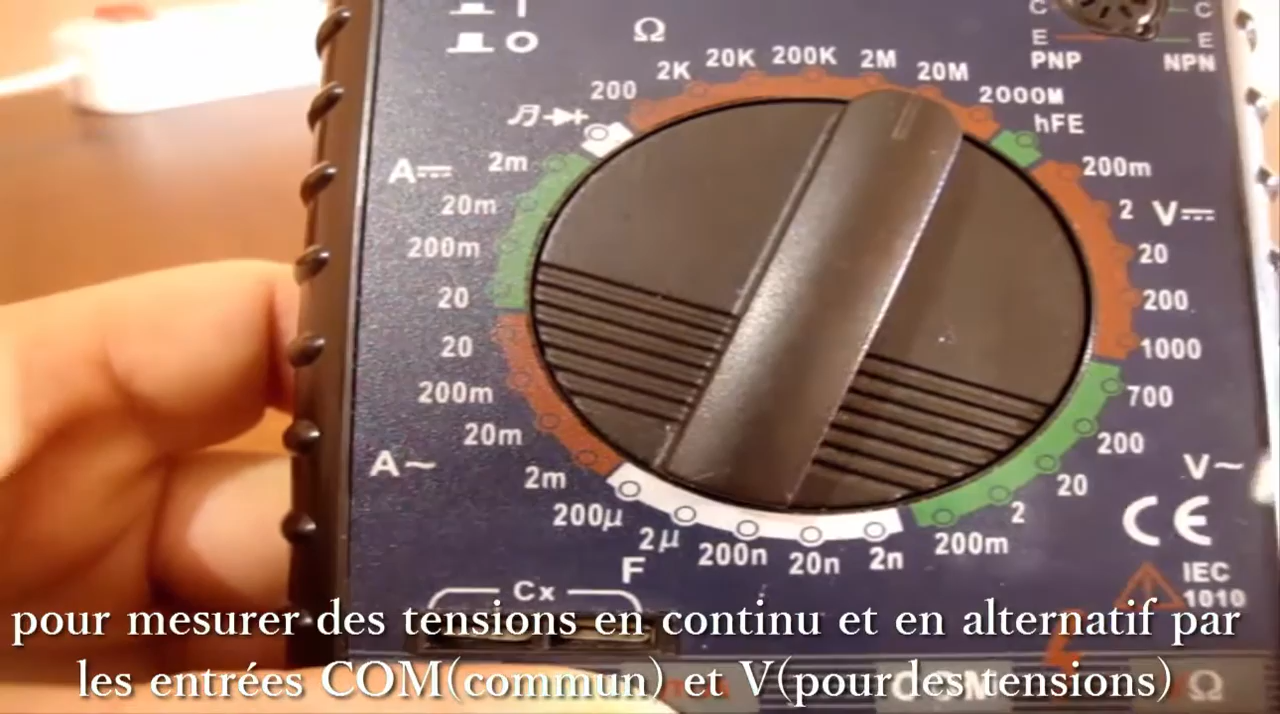 Ω
C C
E E
PNP NPN
200 2K 20K 200K 2M 20M 2000M
hFE
A⎓
2m
20m
200m
20
20
200m
20m
2m
A~
200m
2 V⎓
20
200
1000
700
200
20
2
200m
V~
200µ 2µ 200n 20n 2n
F
Cx
CE
IEC
1010
pour mesurer des tensions en continu et en alternatif par
les entrées COM(commun) et V(pour des tensions)
COM Ω